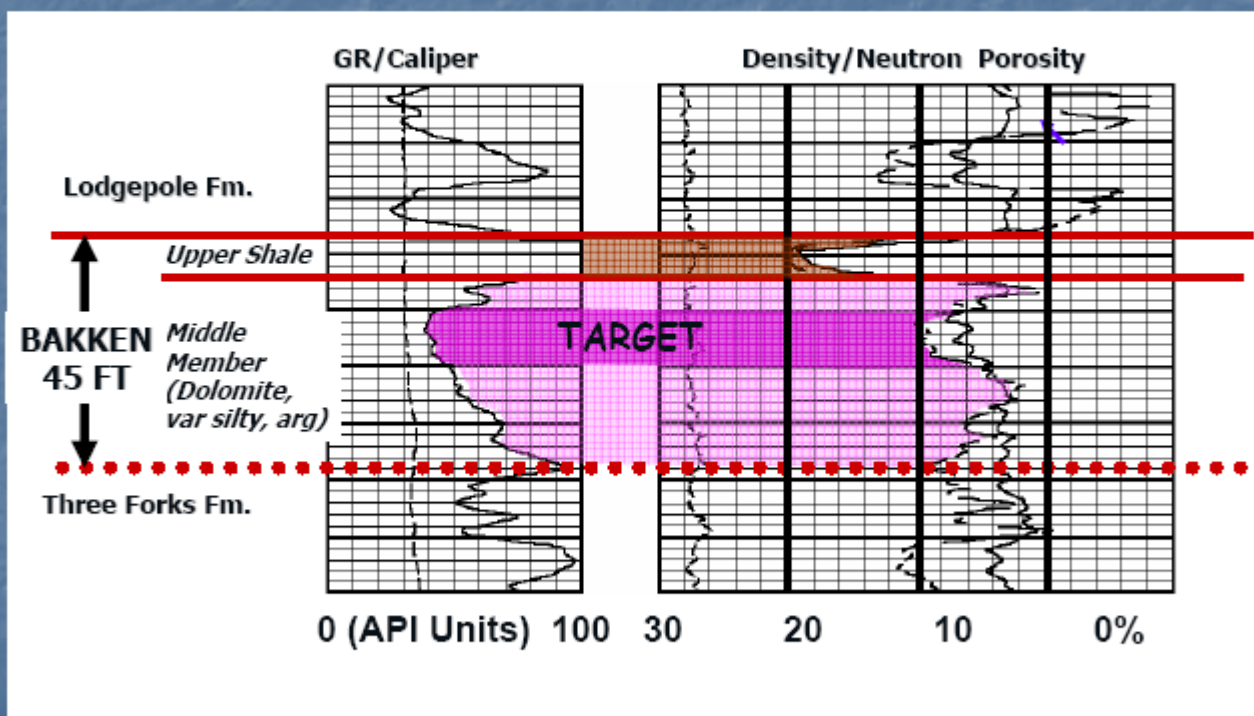 GR/Caliper
Density/Neutron Porosity
Lodgepole Fm.
Upper Shale
BAKKEN
45 FT
Middle
Member
(Dolomite,
var silty, arg)
TARGET
Three Forks Fm.
0 (API Units) 100 30 20 10 0%